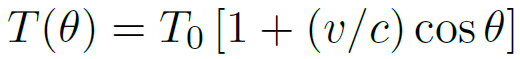 T(θ) = T₀ [1 + (v/c) cos θ]